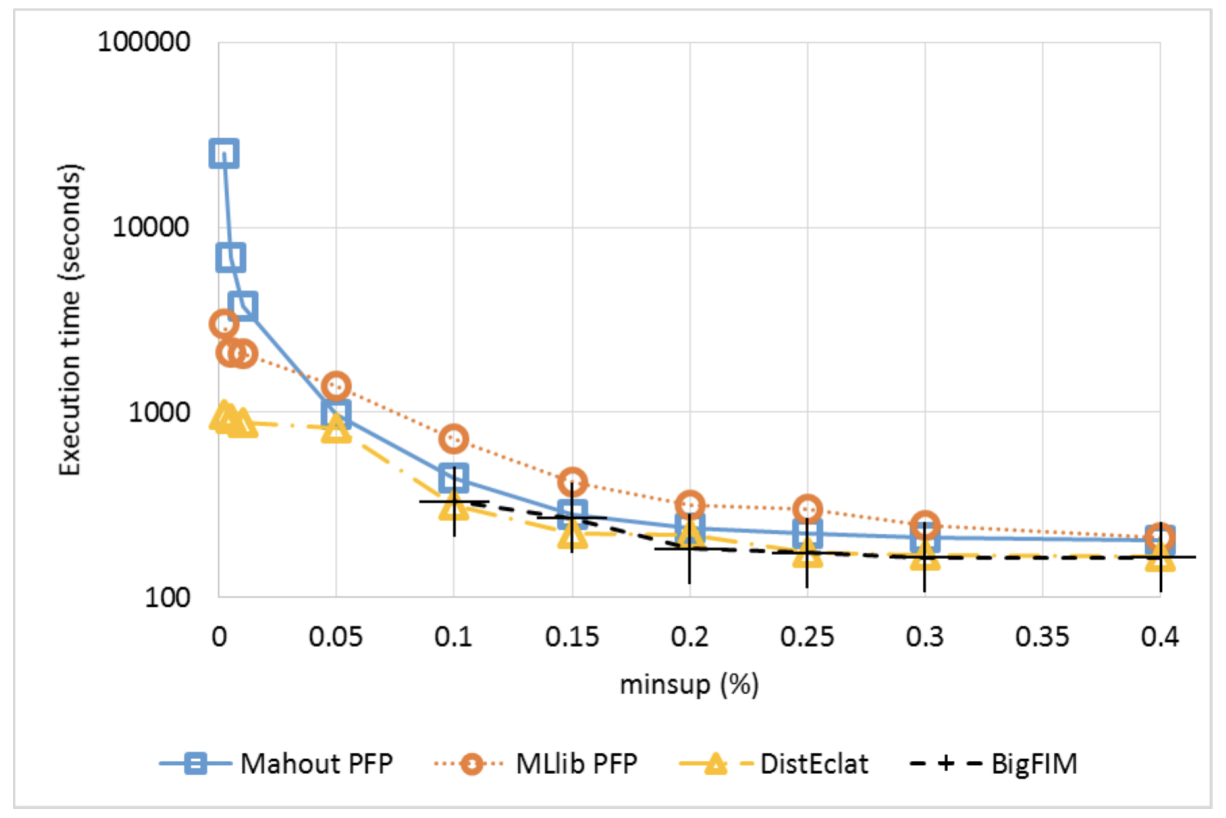 100000
10000
1000
100
Execution time (seconds)
0 0.05 0.1 0.15 0.2 0.25 0.3 0.35 0.4
minsup (%)
Mahout PFP MLlib PFP DistEclat BigFIM